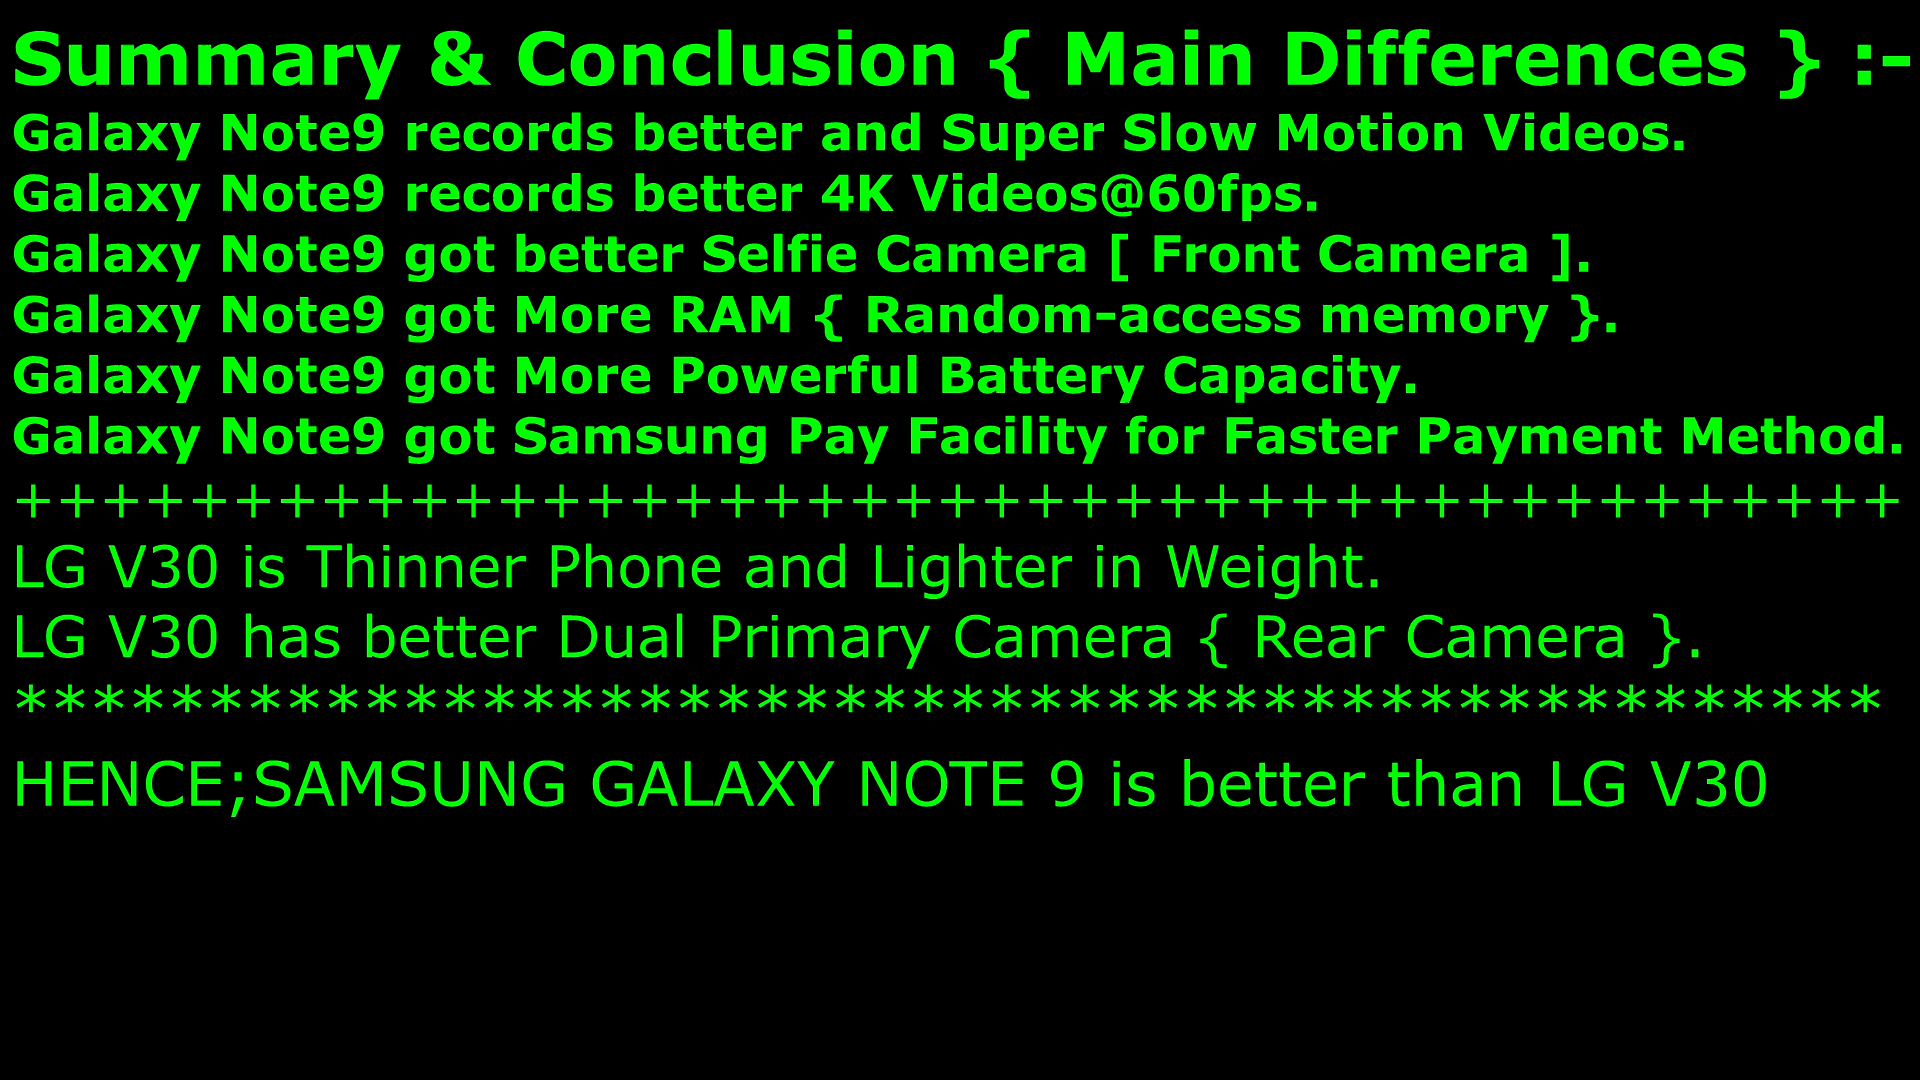 Summary & Conclusion { Main Differences } :-
Galaxy Note9 records better and Super Slow Motion Videos.
Galaxy Note9 records better 4K Videos@60fps.
Galaxy Note9 got better Selfie Camera [ Front Camera ].
Galaxy Note9 got More RAM { Random-access memory }.
Galaxy Note9 got More Powerful Battery Capacity.
Galaxy Note9 got Samsung Pay Facility for Faster Payment Method.
+++++++++++++++++++++++++++++++++++++++++++
LG V30 is Thinner Phone and Lighter in Weight.
LG V30 has better Dual Primary Camera { Rear Camera }.
************************************************
HENCE;SAMSUNG GALAXY NOTE 9 is better than LG V30